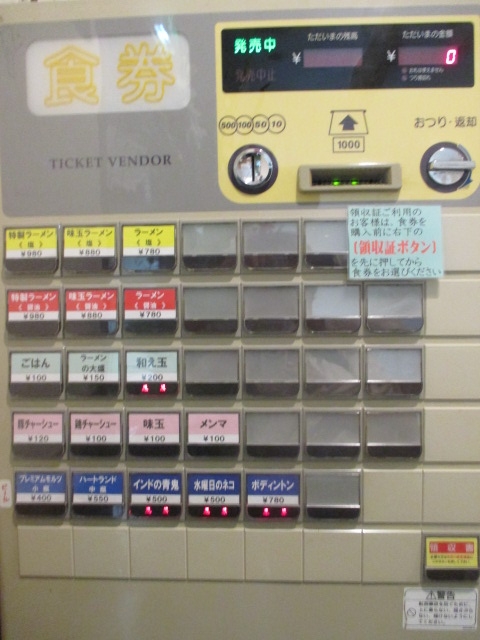 食券
TICKET VENDOR
発売中
発売中止
ただいまの残高
ただいまの金額
¥
¥ 0
500 100 50 10
1000
おつり・返却
領収証ご利用の
お客様は、食券を
購入前に右下の
[領収証ボタン]
を先に押してから
食券をお選びください
特製ラーメン
(塩)
¥980
味玉ラーメン
(塩)
¥880
ラーメン
(塩)
¥780
特製ラーメン
(醤油)
¥980
味玉ラーメン
(醤油)
¥880
ラーメン
(醤油)
¥780
ごはん
¥100
ラーメン
の大盛
¥150
和え玉
¥200
豚チャーシュー
¥120
鶏チャーシュー
¥100
味玉
¥100
メンマ
¥100
ビール
プレミアムモルツ
¥400
ハートランド
¥550
インドの青鬼
¥500
水曜日のネコ
¥500
ボディントン
¥780
領収書
警告